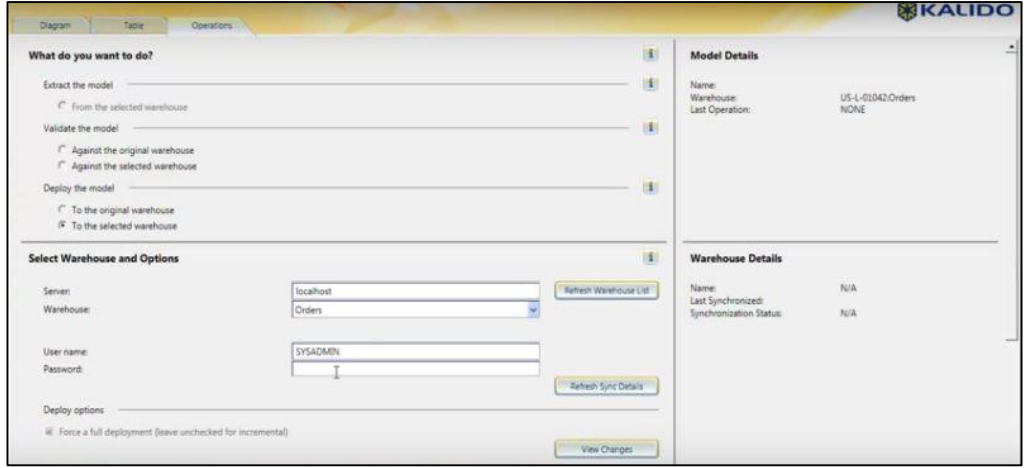 KALIDO
Diagram Table Operations
What do you want to do?
Extract the model
From the selected warehouse
Validate the model
Against the original warehouse
Against the selected warehouse
Deploy the model
To the original warehouse
To the selected warehouse
Select Warehouse and Options
Server: localhost Refresh Warehouse List
Warehouse: Orders
User name: SYSADMIN
Password:
Refresh Sync Details
Deploy options
Force a full deployment (leave unchecked for incremental)
View Changes
Model Details
Name:
Warehouse: US-L-01042:Orders
Last Operation: NONE
Warehouse Details
Name: N/A
Last Synchronized:
Synchronization Status: N/A